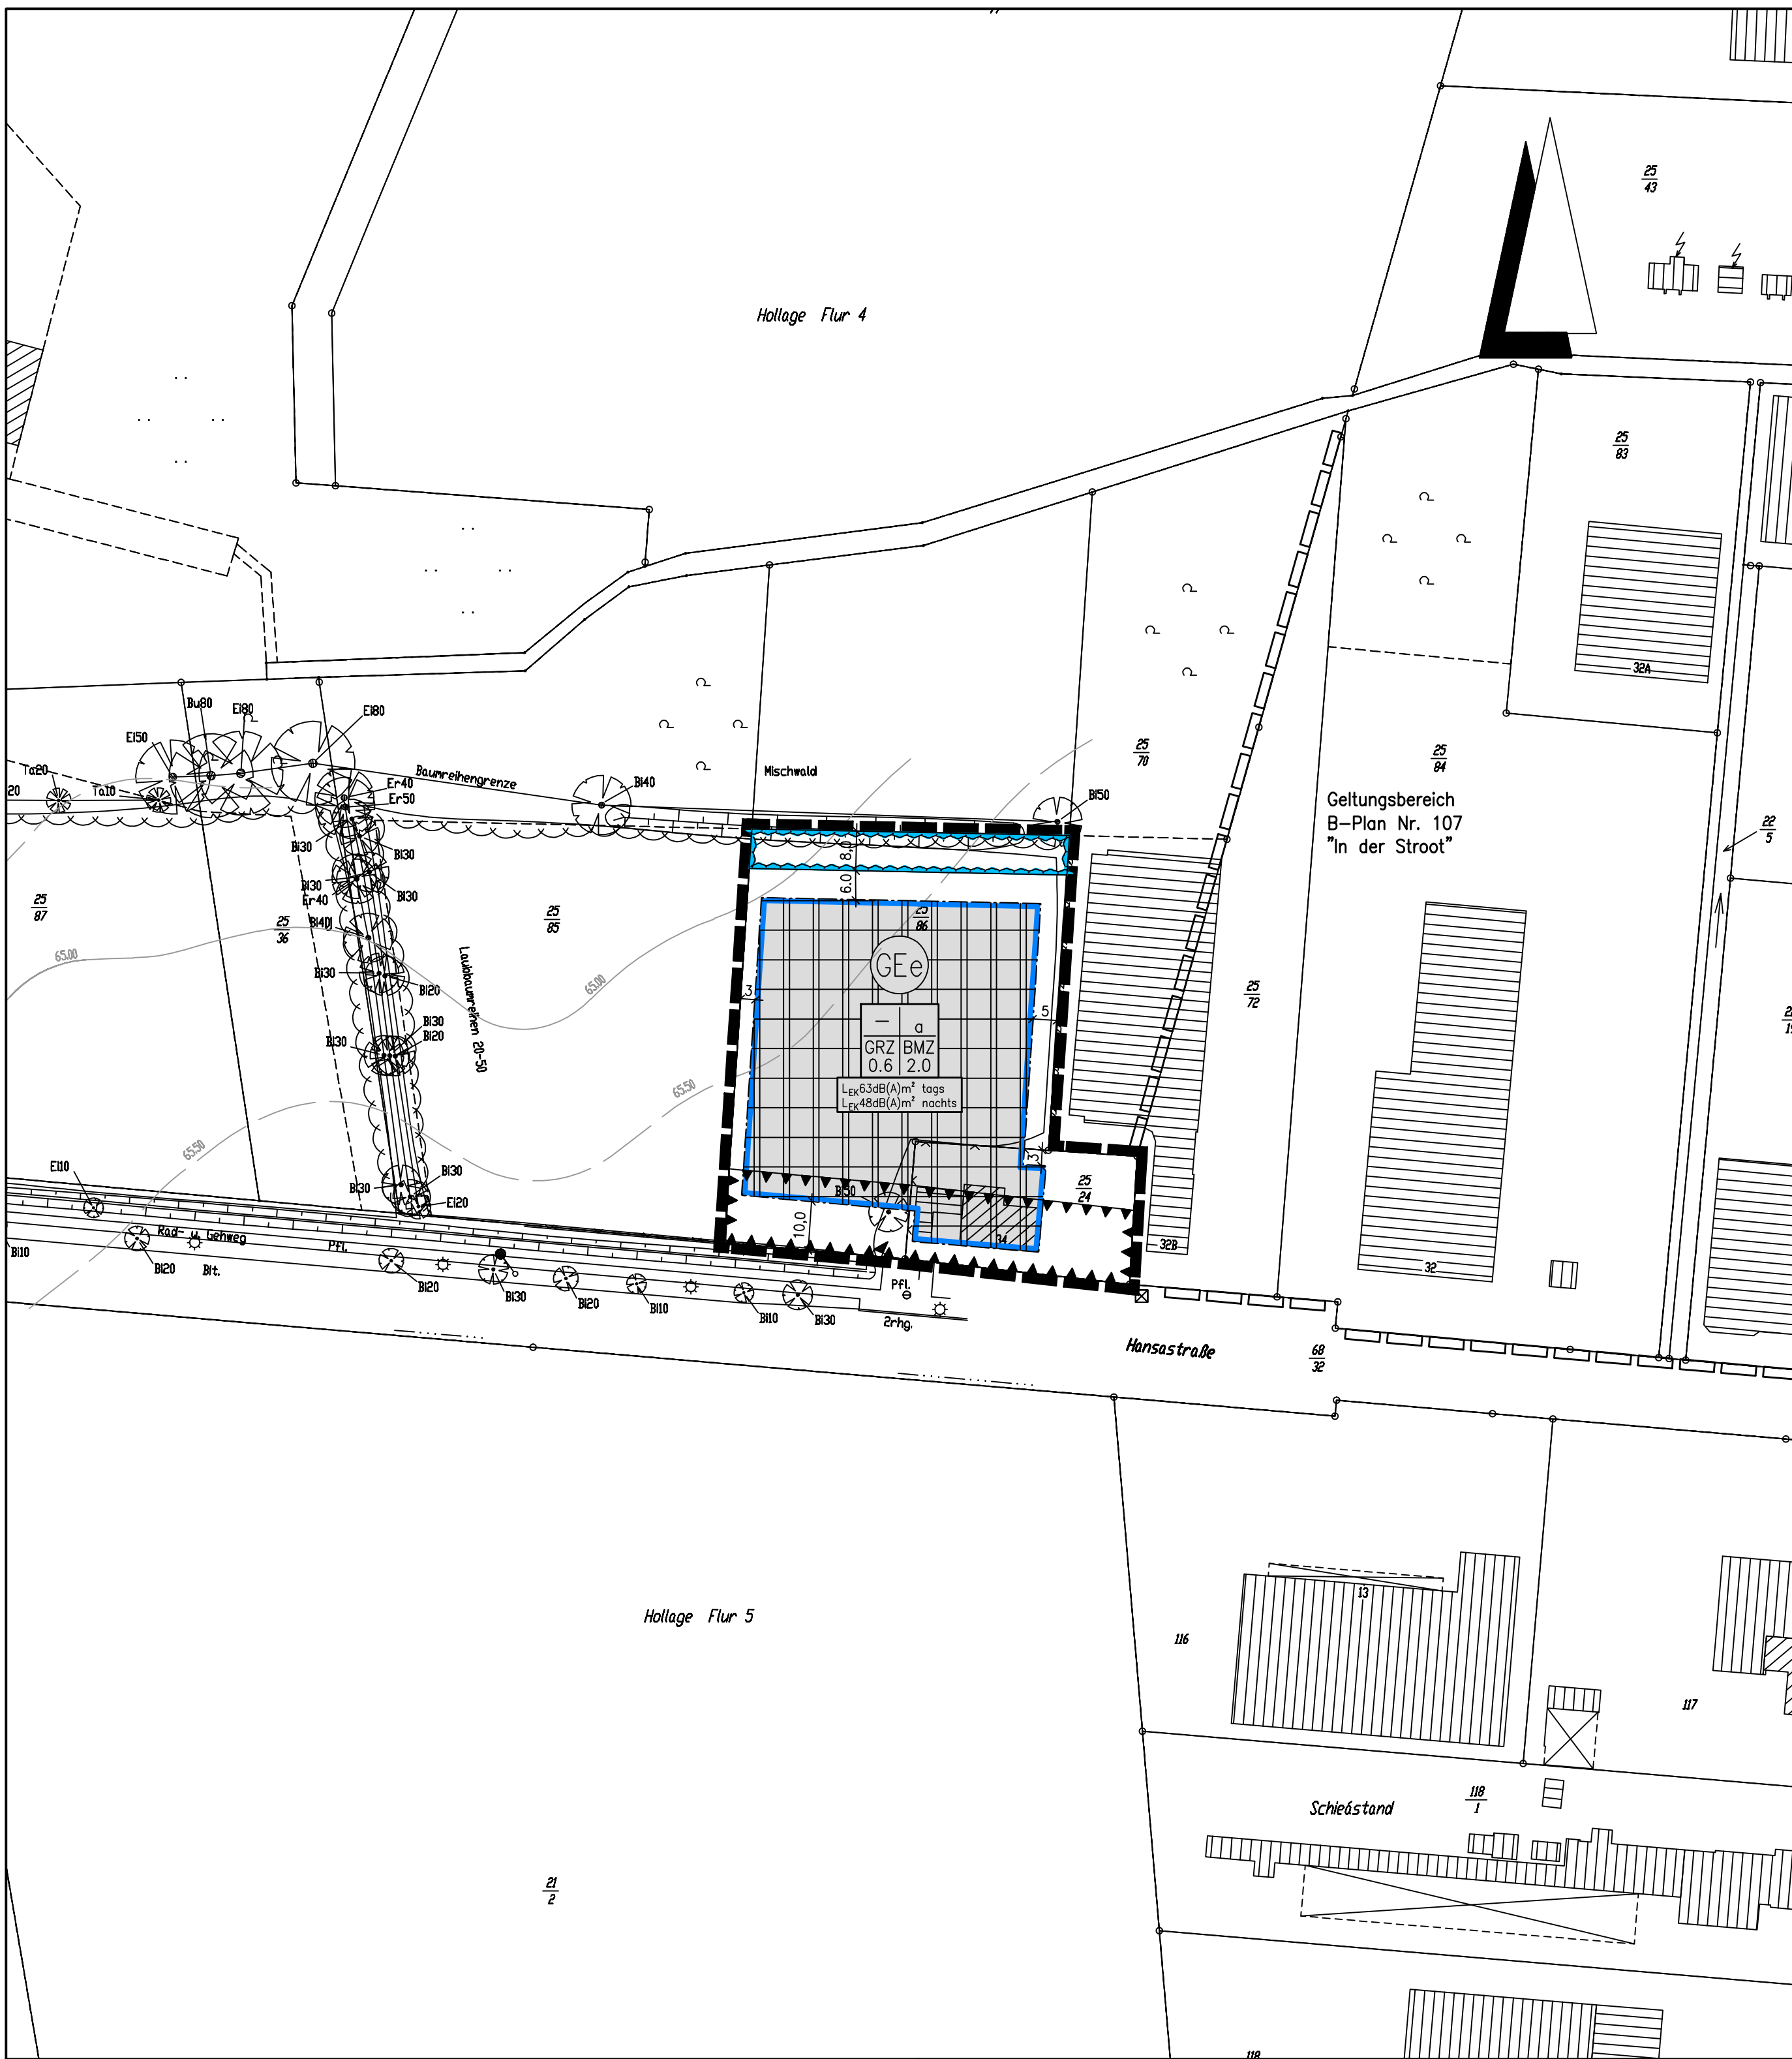 25
43
Hollage Flur 4
25
83
32A
Bu80
EI80
EI80
EI50
Ta20
Ta10
20
Baumreihengrenze
Er40
Er50
BI40
Mischwald
BI50
25
70
25
84
Geltungsbereich
B-Plan Nr. 107
"In der Stroot"
22
5
BI30
BI30
BI30
Er40
BI30
BI40
25
87
25
36
25
85
8,0
6.0
25
86
65.00
65.00
BI30
BI20
Laubbaumreihen 20-50
GEe
3
5
25
72
– a
GRZ BMZ
0.6 2.0
LEK63dB(A)m² tags
LEK48dB(A)m² nachts
BI30
BI20
BI30
65.50
65.50
EI10
BI30
BI30
EI20
3
25
24
BI50
10,0
34
32B
32
Rad- u. Gehweg
Pfl.
BI10
BI20
Blt.
BI20
BI30
BI20
BI10
BI10
BI30
Pfl.
2rhg.
Hansastraße
68
32
13
Hollage Flur 5
116
117
Schieástand
118
1
21
2
118